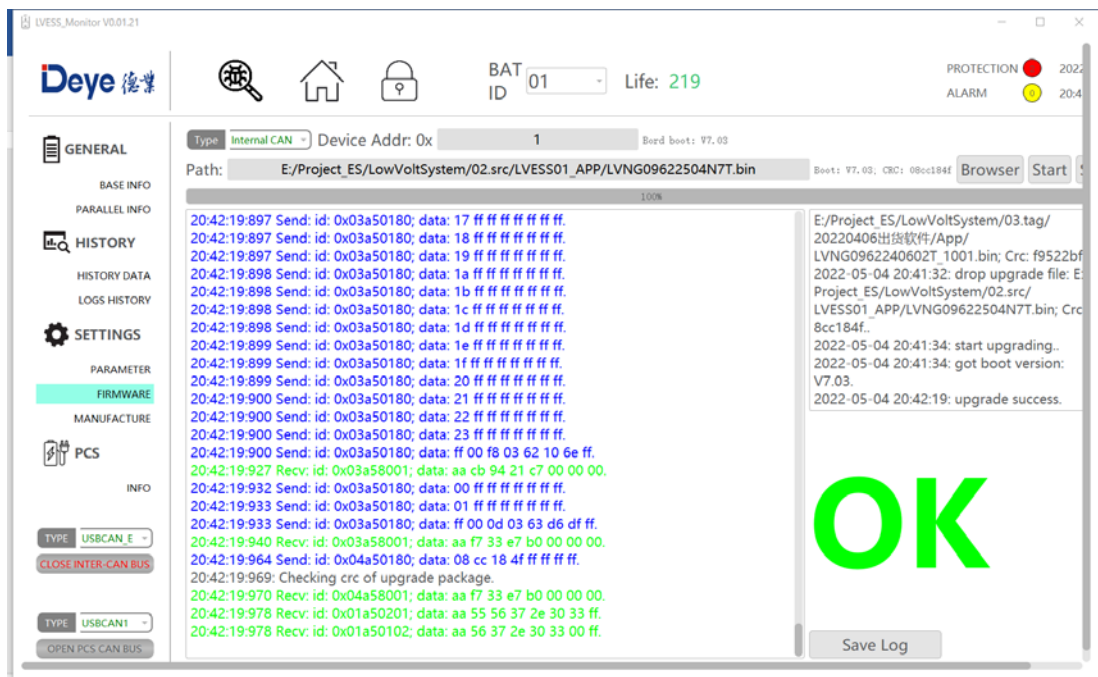 LVESS_Monitor V0.01.21
Deye 德業
BAT ID 01
Life: 219
PROTECTION
2022
ALARM
0
20:4
GENERAL
BASE INFO
PARALLEL INFO
HISTORY
HISTORY DATA
LOGS HISTORY
SETTINGS
PARAMETER
FIRMWARE
MANUFACTURE
PCS
INFO
TYPE USBCAN_E
CLOSE INTER-CAN BUS
TYPE USBCAN1
OPEN PCS CAN BUS
Type Internal CAN Device Addr: 0x 1 Bord boot: V7.03
Path: E:/Project_ES/LowVoltSystem/02.src/LVESS01_APP/LVNG09622504N7T.bin Boot: V7.03; CRC: 08cc184f Browser Start S
100%
20:42:19:897 Send: id: 0x03a50180; data: 17 ff ff ff ff ff ff ff.
20:42:19:897 Send: id: 0x03a50180; data: 18 ff ff ff ff ff ff ff.
20:42:19:897 Send: id: 0x03a50180; data: 19 ff ff ff ff ff ff ff.
20:42:19:898 Send: id: 0x03a50180; data: 1a ff ff ff ff ff ff ff.
20:42:19:898 Send: id: 0x03a50180; data: 1b ff ff ff ff ff ff ff.
20:42:19:898 Send: id: 0x03a50180; data: 1c ff ff ff ff ff ff ff.
20:42:19:898 Send: id: 0x03a50180; data: 1d ff ff ff ff ff ff ff.
20:42:19:899 Send: id: 0x03a50180; data: 1e ff ff ff ff ff ff ff.
20:42:19:899 Send: id: 0x03a50180; data: 1f ff ff ff ff ff ff ff.
20:42:19:899 Send: id: 0x03a50180; data: 20 ff ff ff ff ff ff ff.
20:42:19:900 Send: id: 0x03a50180; data: 21 ff ff ff ff ff ff ff.
20:42:19:900 Send: id: 0x03a50180; data: 22 ff ff ff ff ff ff ff.
20:42:19:900 Send: id: 0x03a50180; data: 23 ff ff ff ff ff ff ff.
20:42:19:900 Send: id: 0x03a50180; data: ff 00 f8 03 62 10 6e ff.
20:42:19:927 Recv: id: 0x03a58001; data: aa cb 94 21 c7 00 00 00.
20:42:19:932 Send: id: 0x03a50180; data: 00 ff ff ff ff ff ff ff.
20:42:19:933 Send: id: 0x03a50180; data: 01 ff ff ff ff ff ff ff.
20:42:19:933 Send: id: 0x03a50180; data: ff 00 0d 03 63 d6 df ff.
20:42:19:940 Recv: id: 0x03a58001; data: aa f7 33 e7 b0 00 00 00.
20:42:19:964 Send: id: 0x04a50180; data: 08 cc 18 4f ff ff ff ff.
20:42:19:969: Checking crc of upgrade package.
20:42:19:970 Recv: id: 0x04a58001; data: aa f7 33 e7 b0 00 00 00.
20:42:19:978 Recv: id: 0x01a50201; data: aa 55 56 37 2e 30 33 ff.
20:42:19:978 Recv: id: 0x01a50102; data: aa 56 37 2e 30 33 00 ff.
E:/Project_ES/LowVoltSystem/03.tag/
20220406出货软件/App/
LVNG0962240602T_1001.bin; Crc: f9522bf
2022-05-04 20:41:32: drop upgrade file: E:
Project_ES/LowVoltSystem/02.src/
LVESS01_APP/LVNG09622504N7T.bin; Crc
8cc184f..
2022-05-04 20:41:34: start upgrading..
2022-05-04 20:41:34: got boot version:
V7.03.
2022-05-04 20:42:19: upgrade success.
OK
Save Log